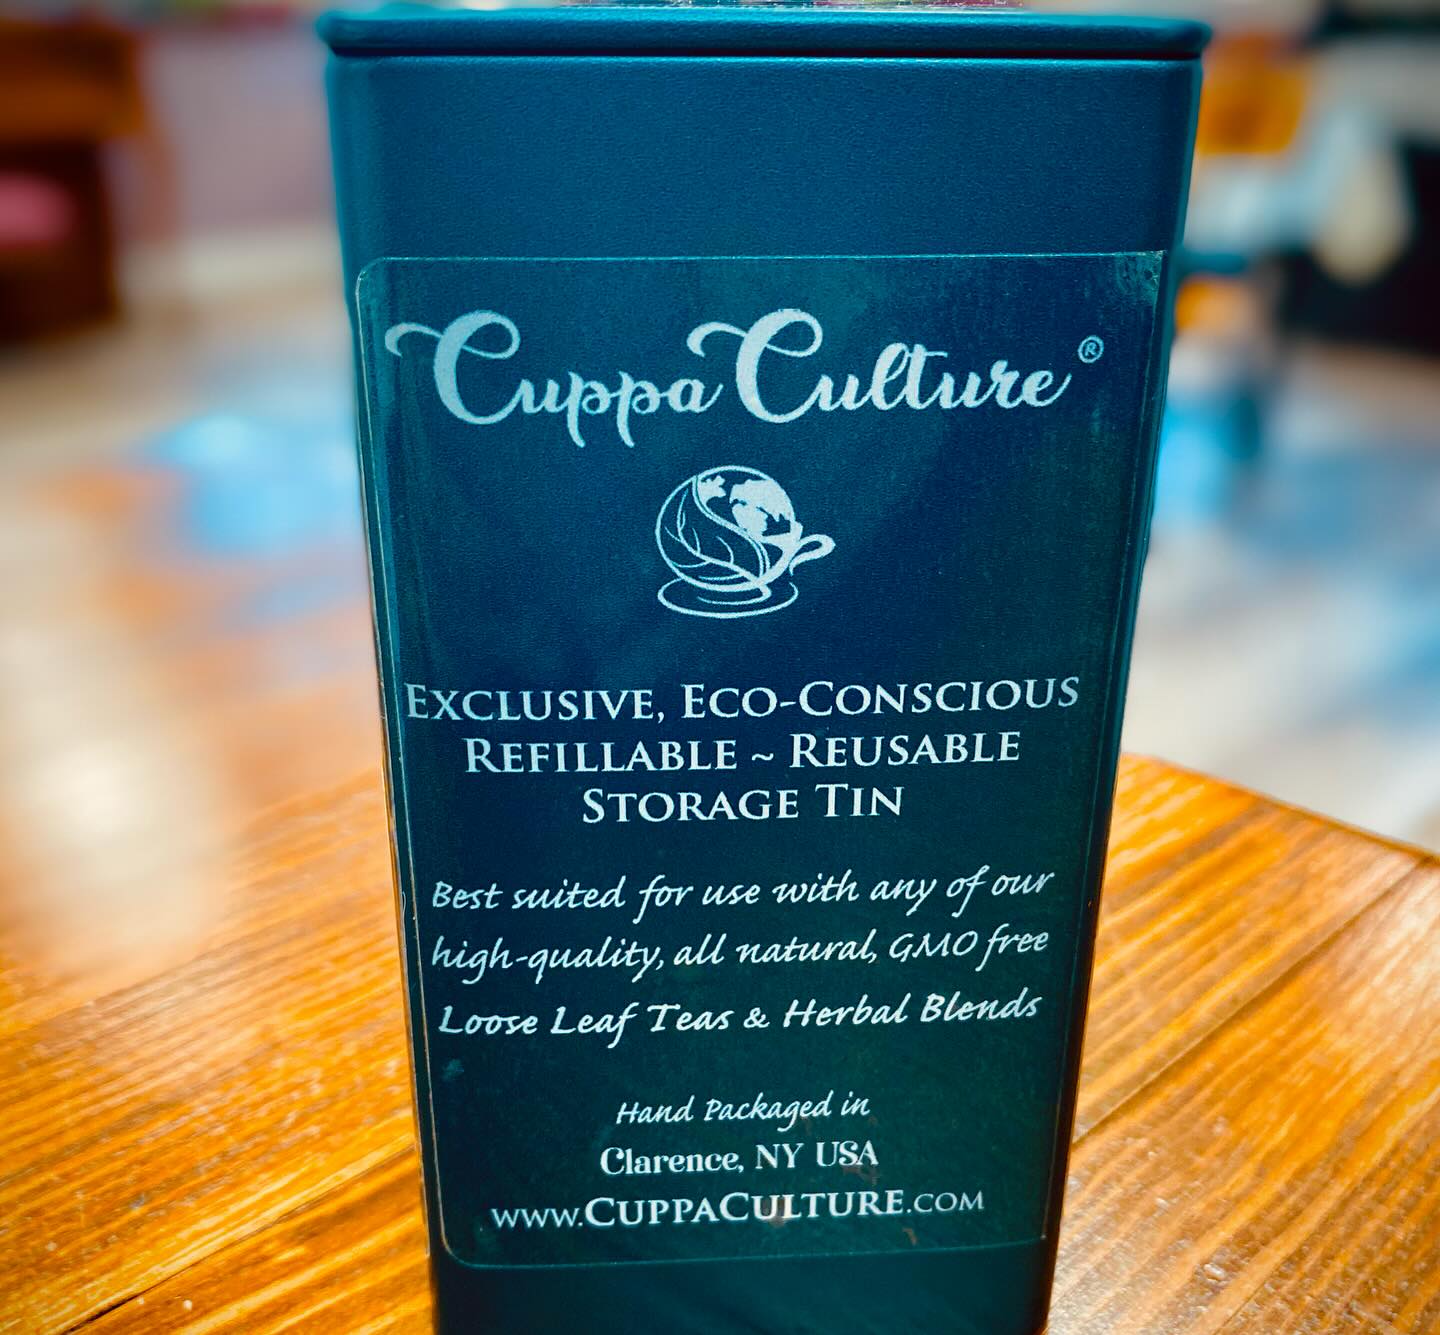 Cuppa Culture®
Exclusive, Eco-Conscious
Refillable ~ Reusable
Storage Tin
Best suited for use with any of our
high-quality, all natural, GMO free
Loose Leaf Teas & Herbal Blends
Hand Packaged in
Clarence, NY USA
www.CuppaCulture.com